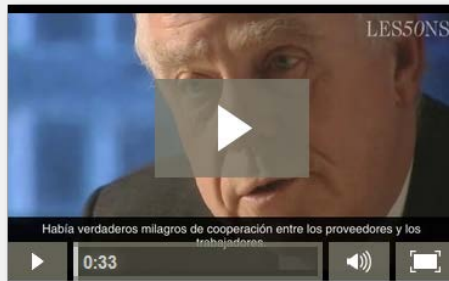 LES50NS
Había verdaderos milagros de cooperación entre los proveedores y los
trabajadores
0:33